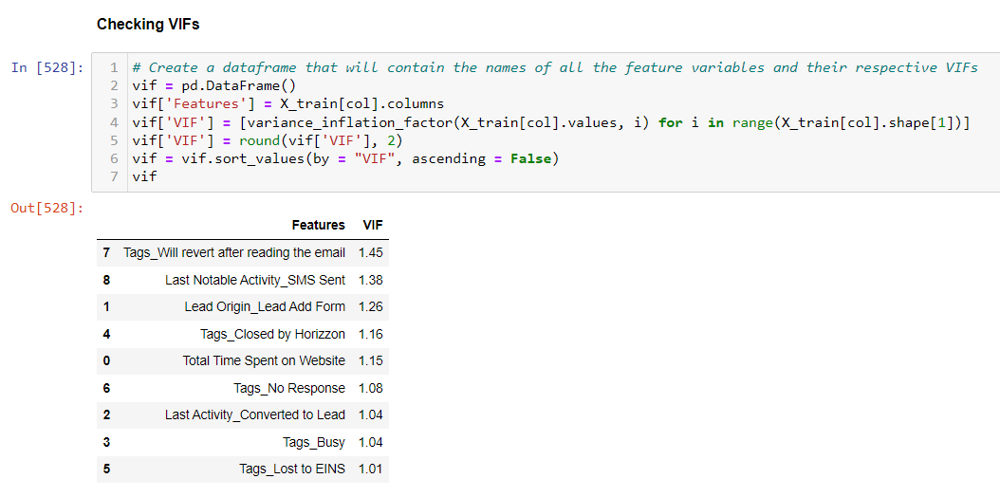 Checking VIFs
In [528]:
1 # Create a dataframe that will contain the names of all the feature variables and their respective VIFs
2 vif = pd.DataFrame()
3 vif['Features'] = X_train[col].columns
4 vif['VIF'] = [variance_inflation_factor(X_train[col].values, i) for i in range(X_train[col].shape[1])]
5 vif['VIF'] = round(vif['VIF'], 2)
6 vif = vif.sort_values(by = "VIF", ascending = False)
7 vif
Out[528]:
Features VIF
7 Tags_Will revert after reading the email 1.45
8 Last Notable Activity_SMS Sent 1.38
1 Lead Origin_Lead Add Form 1.26
4 Tags_Closed by Horizzon 1.16
0 Total Time Spent on Website 1.15
6 Tags_No Response 1.08
2 Last Activity_Converted to Lead 1.04
3 Tags_Busy 1.04
5 Tags_Lost to EINS 1.01